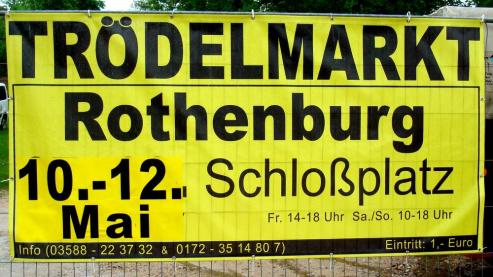 TRÖDELMARKT
Rothenburg
10.-12. Schloßplatz
Mai Fr. 14-18 Uhr Sa./So. 10-18 Uhr
Info (03588 - 22 37 32 & 0172 - 35 14 80 7) Eintritt: 1,- Euro